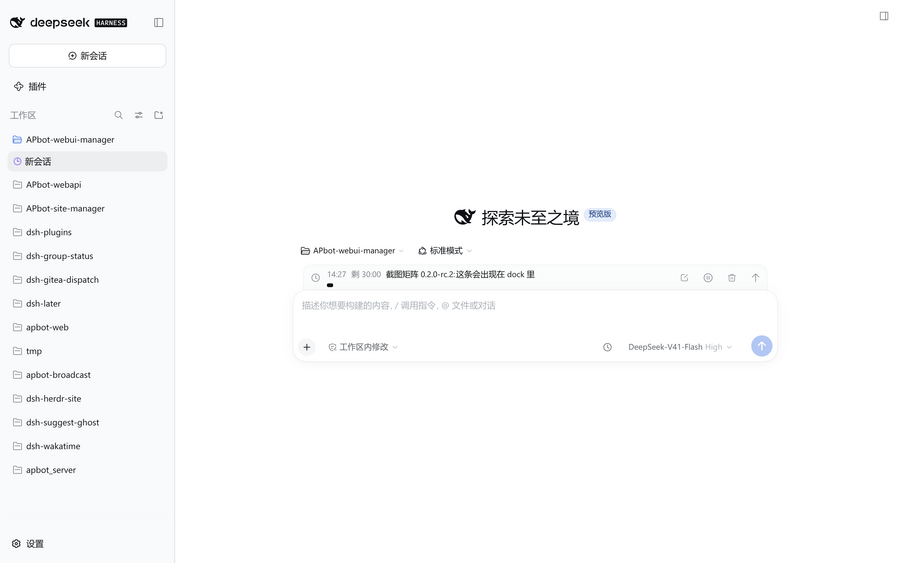 deepseek HARNESS
新会话
插件
工作区
APbot-webui-manager
新会话
APbot-webapi
APbot-site-manager
dsh-plugins
dsh-group-status
dsh-gitea-dispatch
dsh-later
apbot-web
tmp
apbot-broadcast
dsh-herdr-site
dsh-suggest-ghost
dsh-wakatime
apbot_server
设置
探索未至之境 预览版
APbot-webui-manager 标准模式
14:27 剩 30:00 截图矩阵 0.2.0-rc.2:这条会出现在 dock 里
描述你想要构建的内容, / 调用指令, @ 文件或对话
工作区内修改 DeepSeek-V41-Flash High